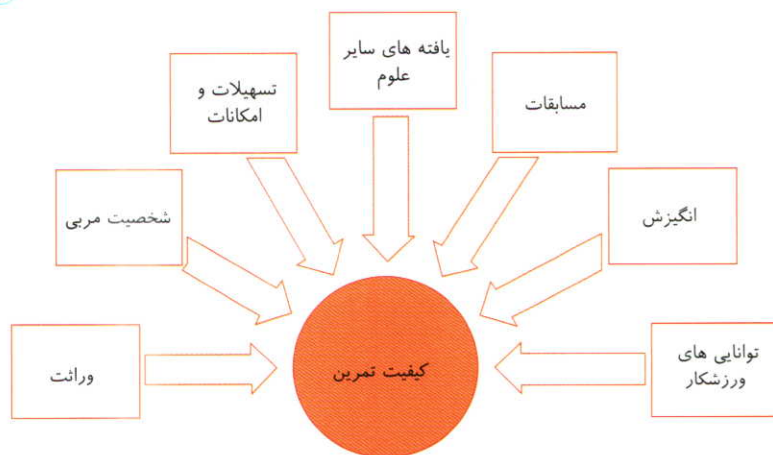 یافته های سایر
علوم
تسهیلات و
امکانات
مسابقات
شخصیت مربی
انگیزش
وراثت
کیفیت تمرین
توانایی های
ورزشکار